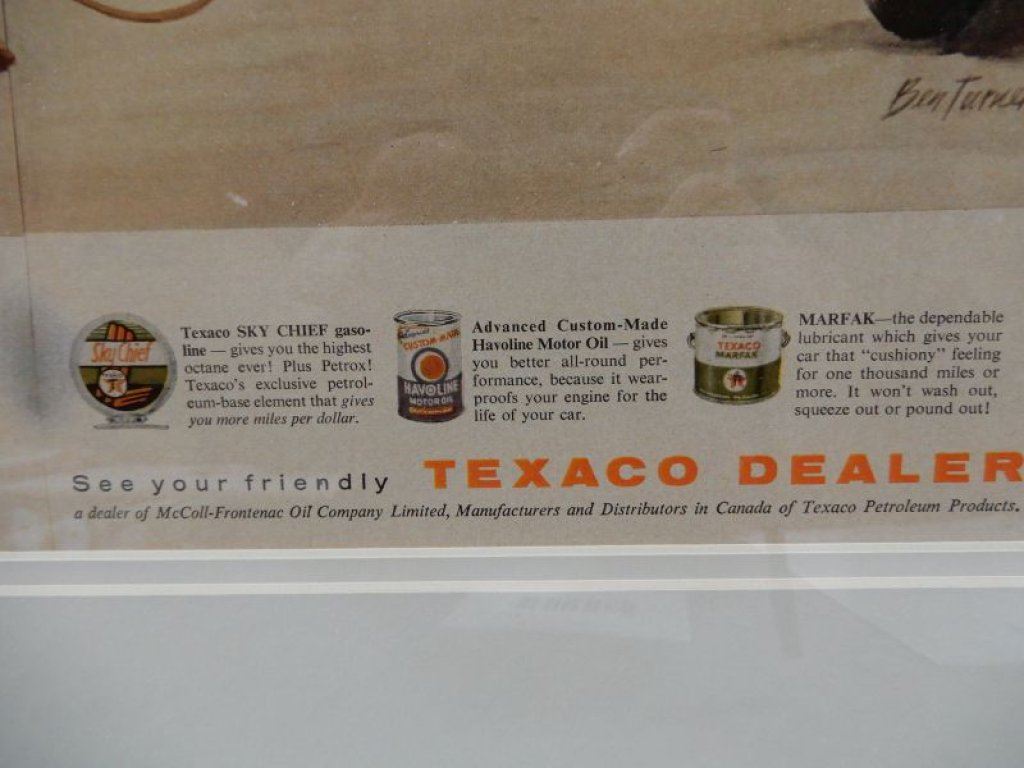 Ben Turner
Texaco SKY CHIEF gaso-
line — gives you the highest
octane ever! Plus Petrox!
Texaco's exclusive petrol-
eum-base element that gives
you more miles per dollar.
Sky Chief
T
Advanced Custom-Made
Havoline Motor Oil — gives
you better all-round per-
formance, because it wear-
proofs your engine for the
life of your car.
CUSTOM-MADE
HAVOLINE
MOTOR OIL
MARFAK—the dependable
lubricant which gives your
car that "cushiony" feeling
for one thousand miles or
more. It won't wash out,
squeeze out or pound out!
TEXACO
MARFAK
See your friendly TEXACO DEALER
a dealer of McColl-Frontenac Oil Company Limited, Manufacturers and Distributors in Canada of Texaco Petroleum Products.